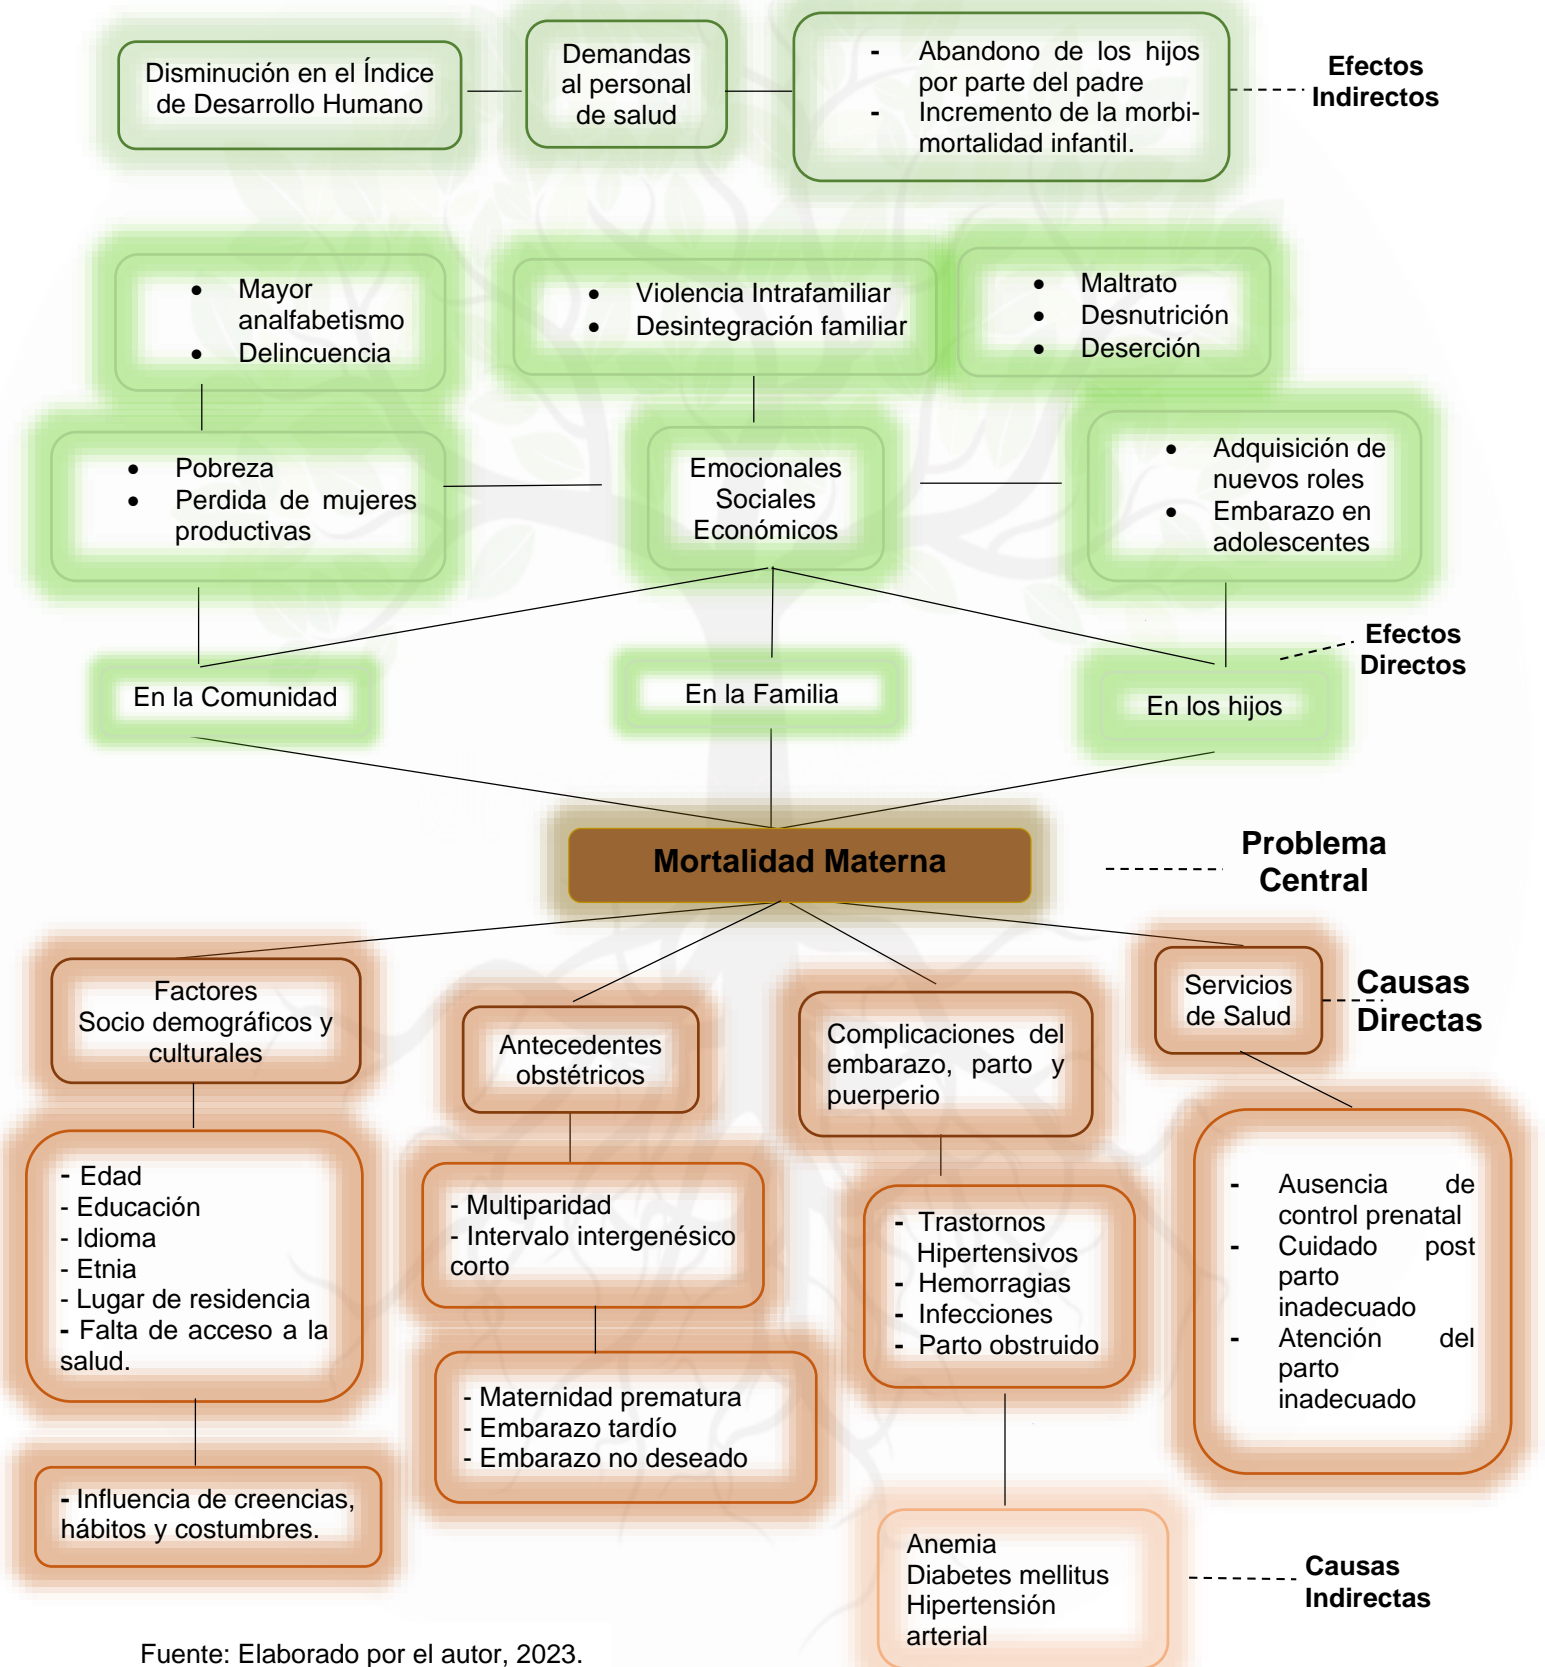 Disminución en el Índice
de Desarrollo Humano
Demandas
al personal
de salud
- Abandono de los hijos
por parte del padre
- Incremento de la morbi-
mortalidad infantil.
Efectos
Indirectos
• Mayor
analfabetismo
• Delincuencia
• Violencia Intrafamiliar
• Desintegración familiar
• Maltrato
• Desnutrición
• Deserción
• Pobreza
• Perdida de mujeres
productivas
Emocionales
Sociales
Económicos
• Adquisición de
nuevos roles
• Embarazo en
adolescentes
Efectos
Directos
En la Comunidad
En la Familia
En los hijos
Mortalidad Materna
Problema
Central
Factores
Socio demográficos y
culturales
Antecedentes
obstétricos
Complicaciones del
embarazo, parto y
puerperio
Servicios
de Salud
Causas
Directas
- Edad
- Educación
- Idioma
- Etnia
- Lugar de residencia
- Falta de acceso a la
salud.
- Multiparidad
- Intervalo intergenésico
corto
- Trastornos
Hipertensivos
- Hemorragias
- Infecciones
- Parto obstruido
- Ausencia de
control prenatal
- Cuidado post
parto
inadecuado
- Atención del
parto
inadecuado
- Maternidad prematura
- Embarazo tardío
- Embarazo no deseado
- Influencia de creencias,
hábitos y costumbres.
Anemia
Diabetes mellitus
Hipertensión
arterial
Causas
Indirectas
Fuente: Elaborado por el autor, 2023.